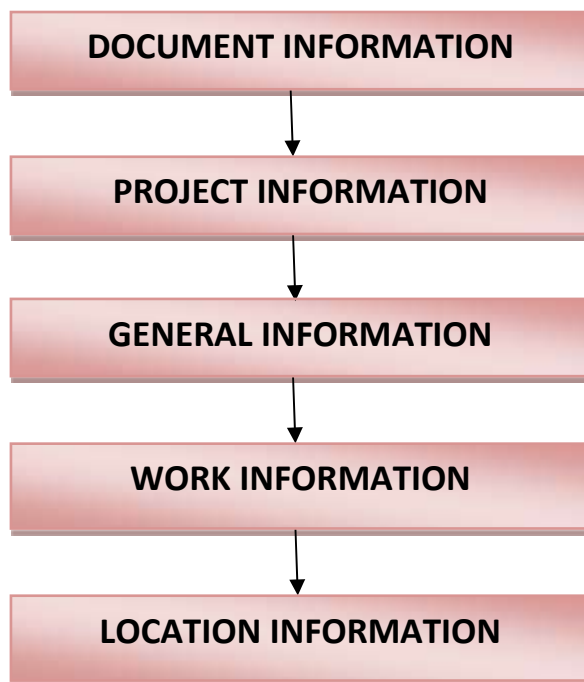 DOCUMENT INFORMATION
PROJECT INFORMATION
GENERAL INFORMATION
WORK INFORMATION
LOCATION INFORMATION